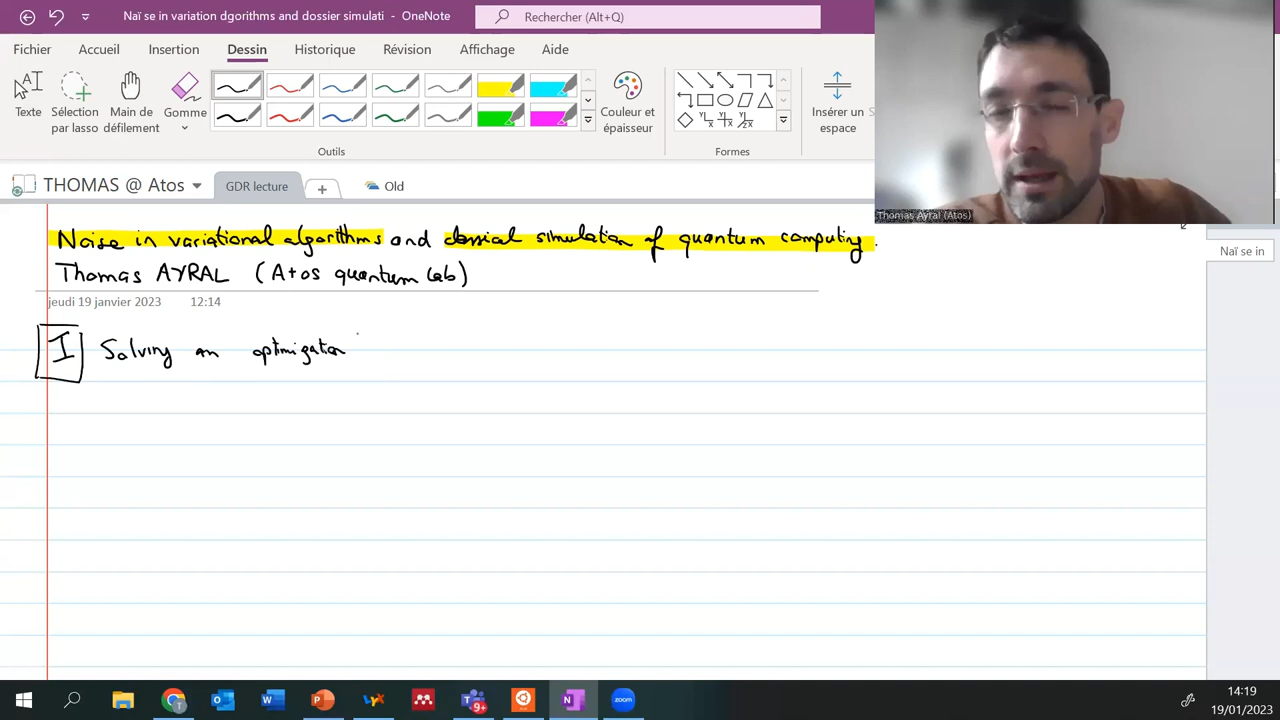 Naï se in variation dgorithms and dossier simulati - OneNote
Rechercher (Alt+Q)
Fichier Accueil Insertion Dessin Historique Révision Affichage Aide
Texte
Sélection par lasso
Main de défilement
Gomme
Couleur et épaisseur
Insérer un espace
Outils
Formes
THOMAS @ Atos
GDR lecture
Old
Thomas Ayral (Atos)
Noise in variational algorithms and classical simulation of quantum computing.
Naï se in
Thomas AYRAL (Atos quantum Lab)
jeudi 19 janvier 2023 12:14
I Solving an optimization
9+
14:19
19/01/2023